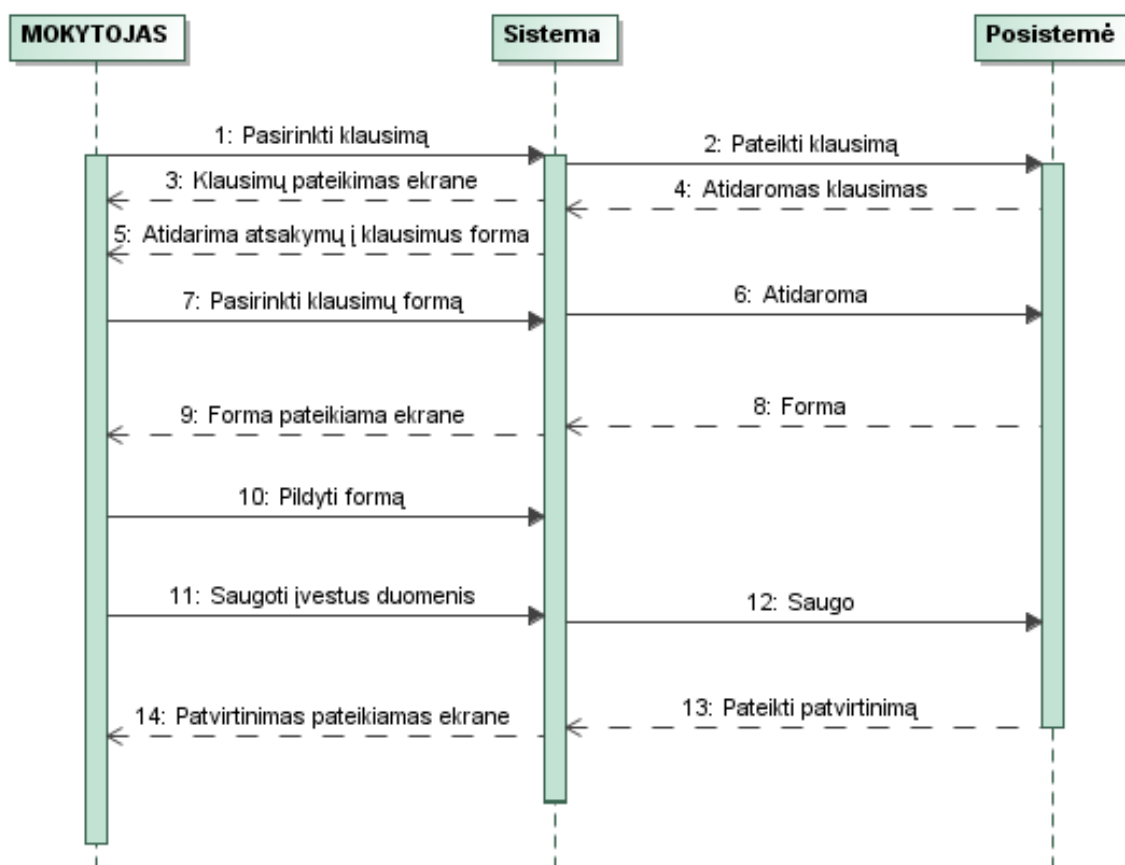 MOKYTOJAS
Sistema
Posistemė
1: Pasirinkti klausimą
2: Pateikti klausimą
3: Klausimų pateikimas ekrane
4: Atidaromas klausimas
5: Atidarima atsakymų į klausimus forma
7: Pasirinkti klausimų formą
6: Atidaroma
9: Forma pateikiama ekrane
8: Forma
10: Pildyti formą
11: Saugoti įvestus duomenis
12: Saugo
14: Patvirtinimas pateikiamas ekrane
13: Pateikti patvirtinimą